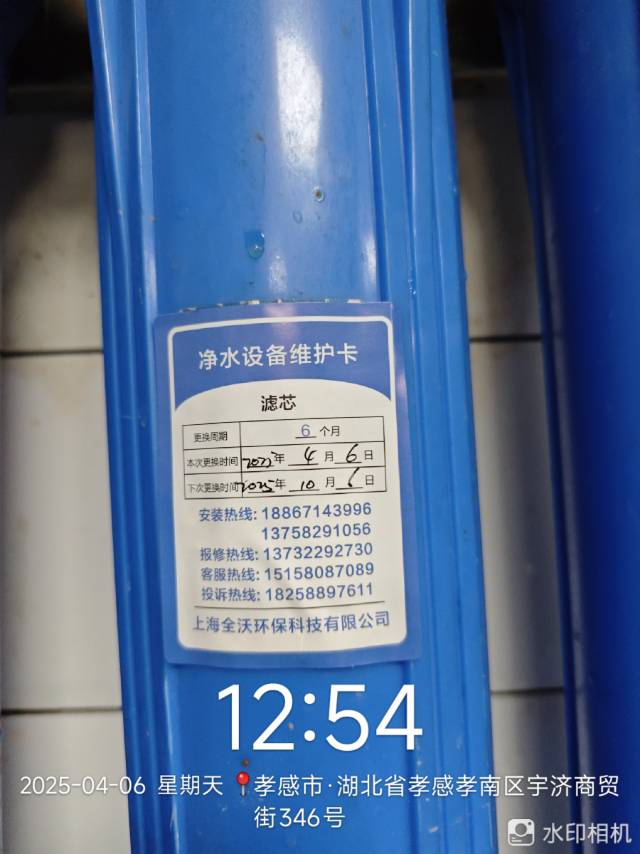 净水设备维护卡
滤芯
更换周期 6 个月
本次更换时间 2025年 4 月 6 日
下次更换时间 2025年 10 月 6 日
安装热线: 18867143996
13758291056
报修热线: 13732292730
客服热线: 15158087089
投诉热线: 18258897611
上海全沃环保科技有限公司
12:54
2025-04-06 星期天 孝感市·湖北省孝感孝南区宇济商贸
街346号
水印相机